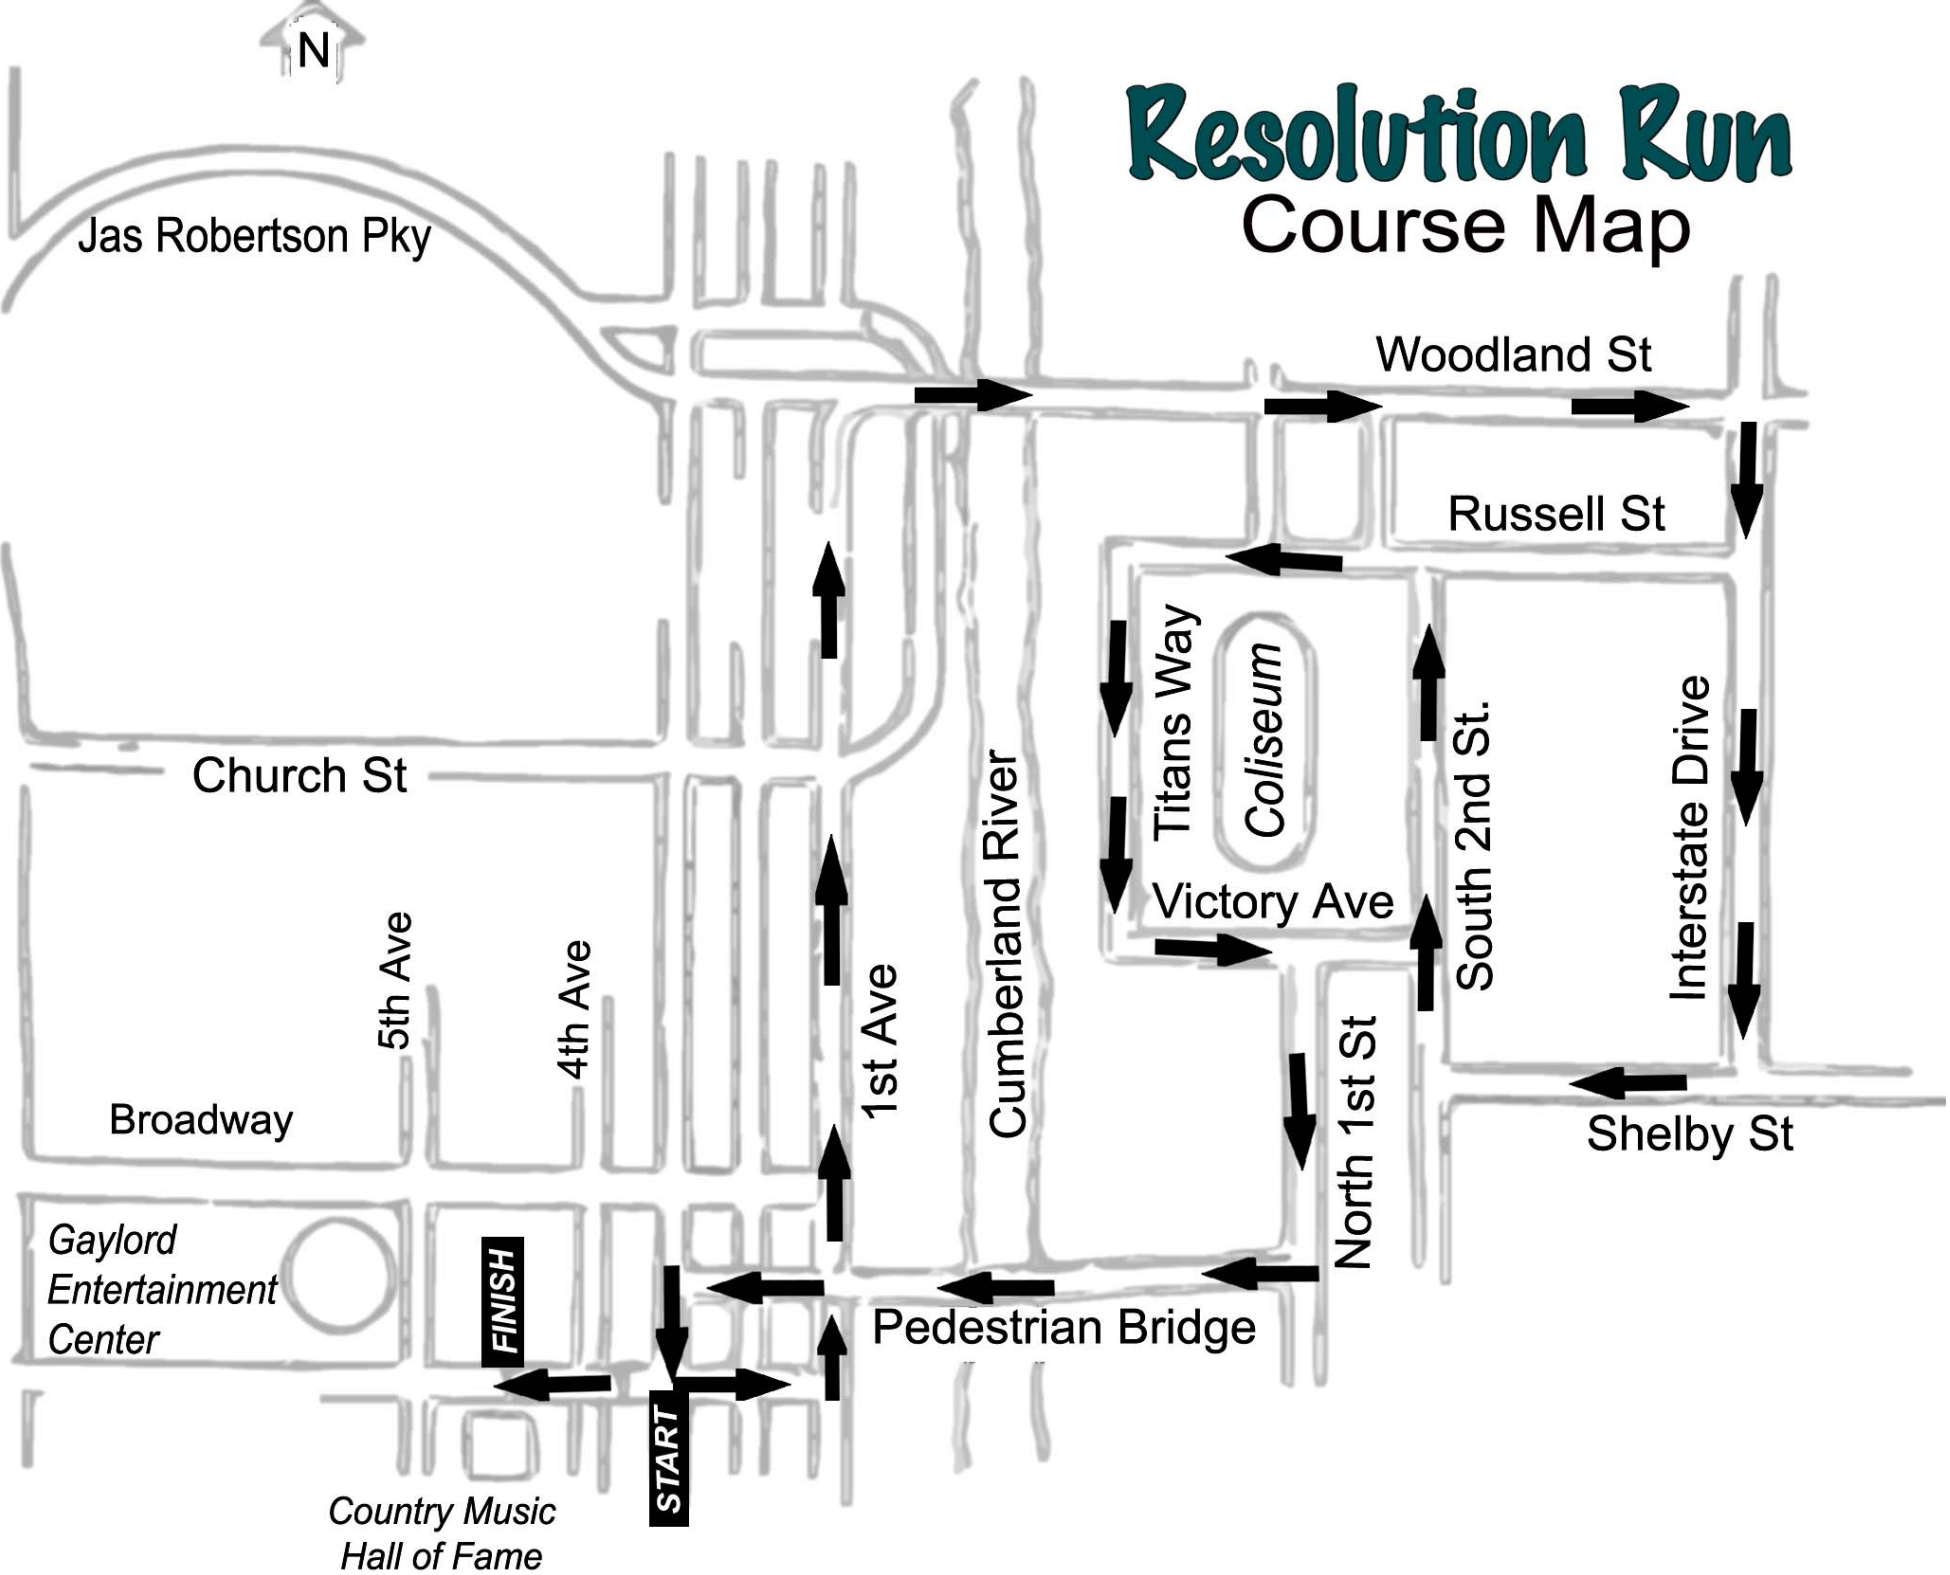 N
Resolution Run
Course Map
Jas Robertson Pky
Woodland St
Russell St
Titans Way
Coliseum
South 2nd St.
Interstate Drive
Church St
Cumberland River
Victory Ave
5th Ave
4th Ave
1st Ave
North 1st St
Broadway
Shelby St
Gaylord
Entertainment
Center
FINISH
Pedestrian Bridge
START
Country Music
Hall of Fame